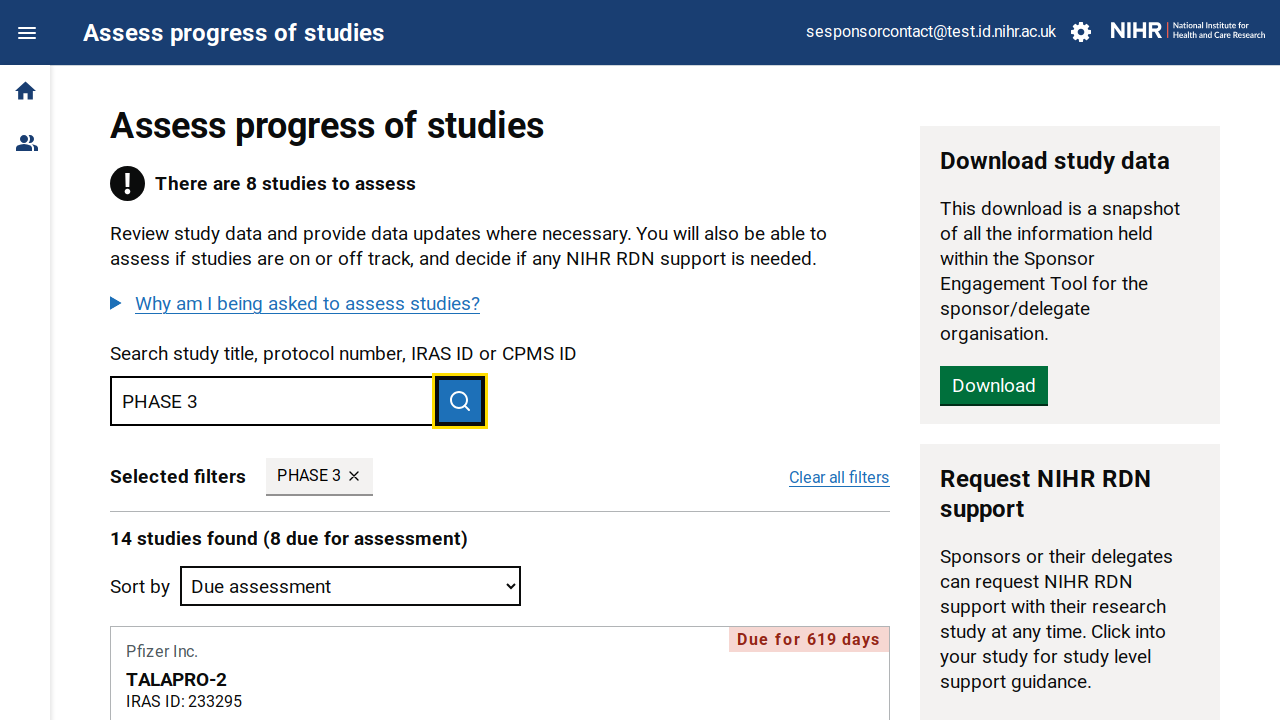 Assess progress of studies
sesponsorcontact@test.id.nihr.ac.uk
NIHR | National Institute for
Health and Care Research
Assess progress of studies
There are 8 studies to assess
Review study data and provide data updates where necessary. You will also be able to
assess if studies are on or off track, and decide if any NIHR RDN support is needed.
Why am I being asked to assess studies?
Search study title, protocol number, IRAS ID or CPMS ID
PHASE 3
Selected filters
PHASE 3
Clear all filters
14 studies found (8 due for assessment)
Sort by
Due assessment
Due for 619 days
Pfizer Inc.
TALAPRO-2
IRAS ID: 233295
Download study data
This download is a snapshot
of all the information held
within the Sponsor
Engagement Tool for the
sponsor/delegate
organisation.
Download
Request NIHR RDN
support
Sponsors or their delegates
can request NIHR RDN
support with their research
study at any time. Click into
your study for study level
support guidance.